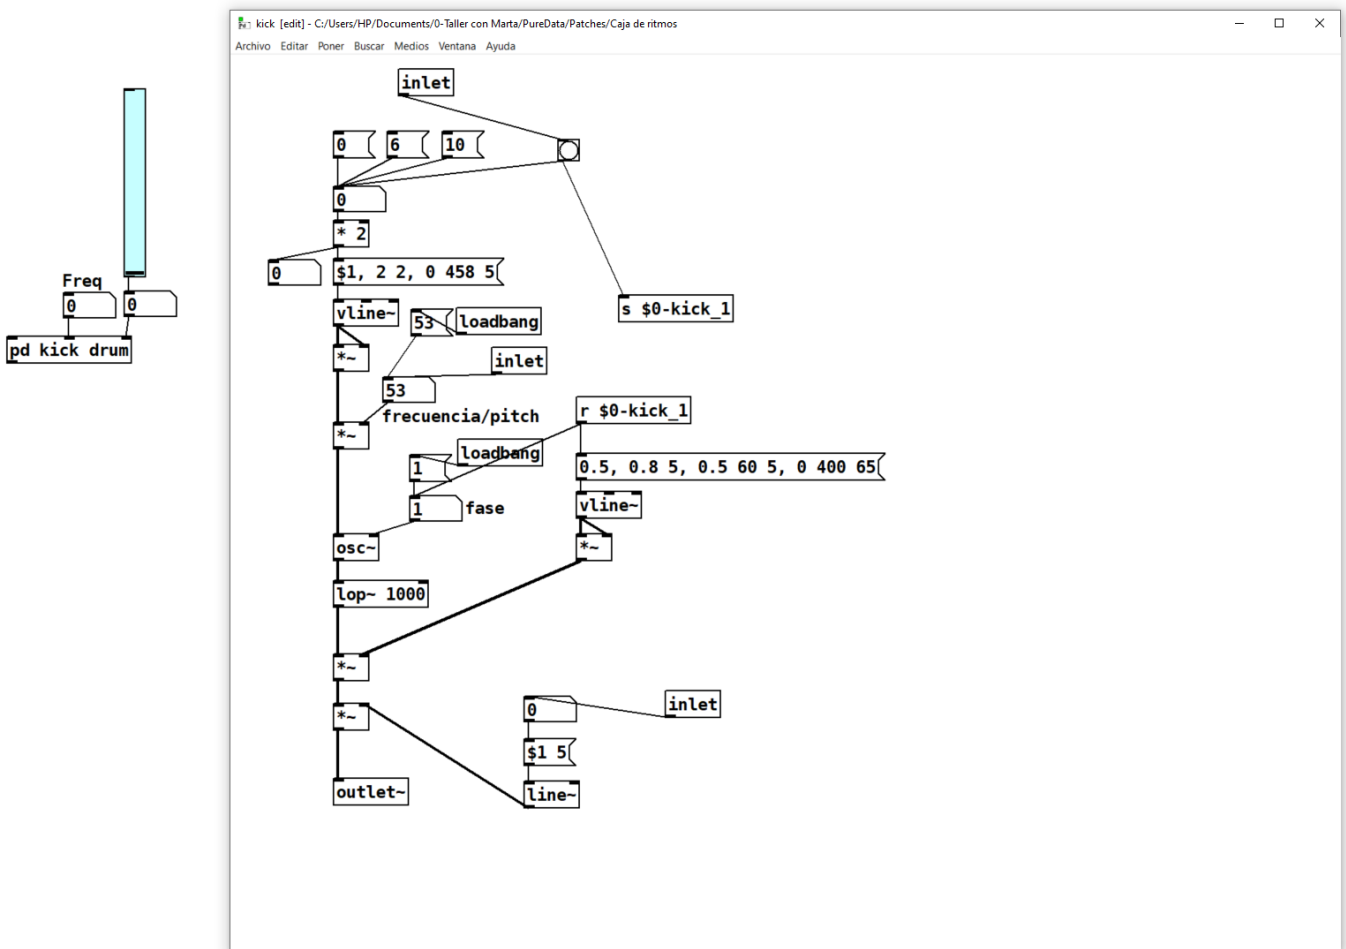 kick [edit] - C:/Users/HP/Documents/0-Taller con Marta/PureData/Patches/Caja de ritmos
Archivo Editar Poner Buscar Medios Ventana Ayuda
inlet
0 6 10
0
* 2
0
$1, 2 2, 0 458 5
Freq
0 0
s $0-kick_1
vline~
53
loadbang
pd kick drum
*~
inlet
53
frecuencia/pitch
r $0-kick_1
*~
loadbang
1
0.5, 0.8 5, 0.5 60 5, 0 400 65
1
fase
vline~
osc~
*~
lop~ 1000
*~
*~
0
inlet
$1 5
outlet~
line~